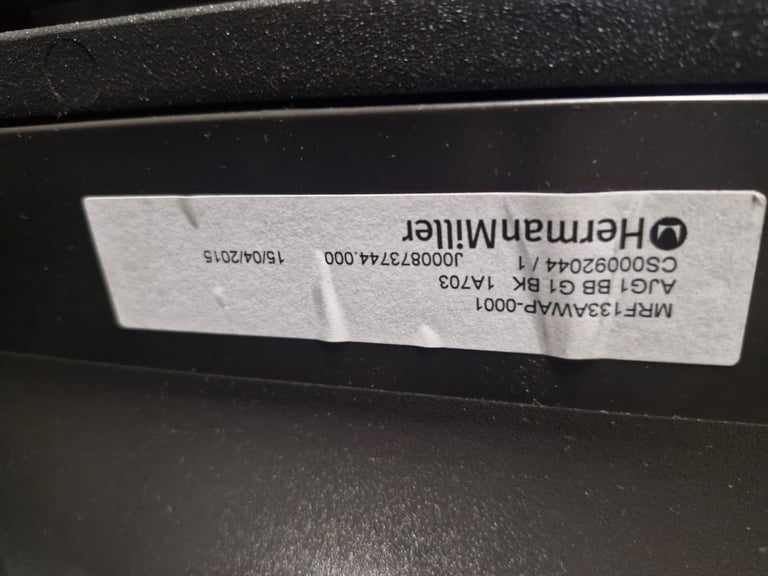 MRF133AWAP-0001
AJG1 BB G1 BK 1A703
CS00092044 / 1 J000873744.000 15/04/2015
HermanMiller